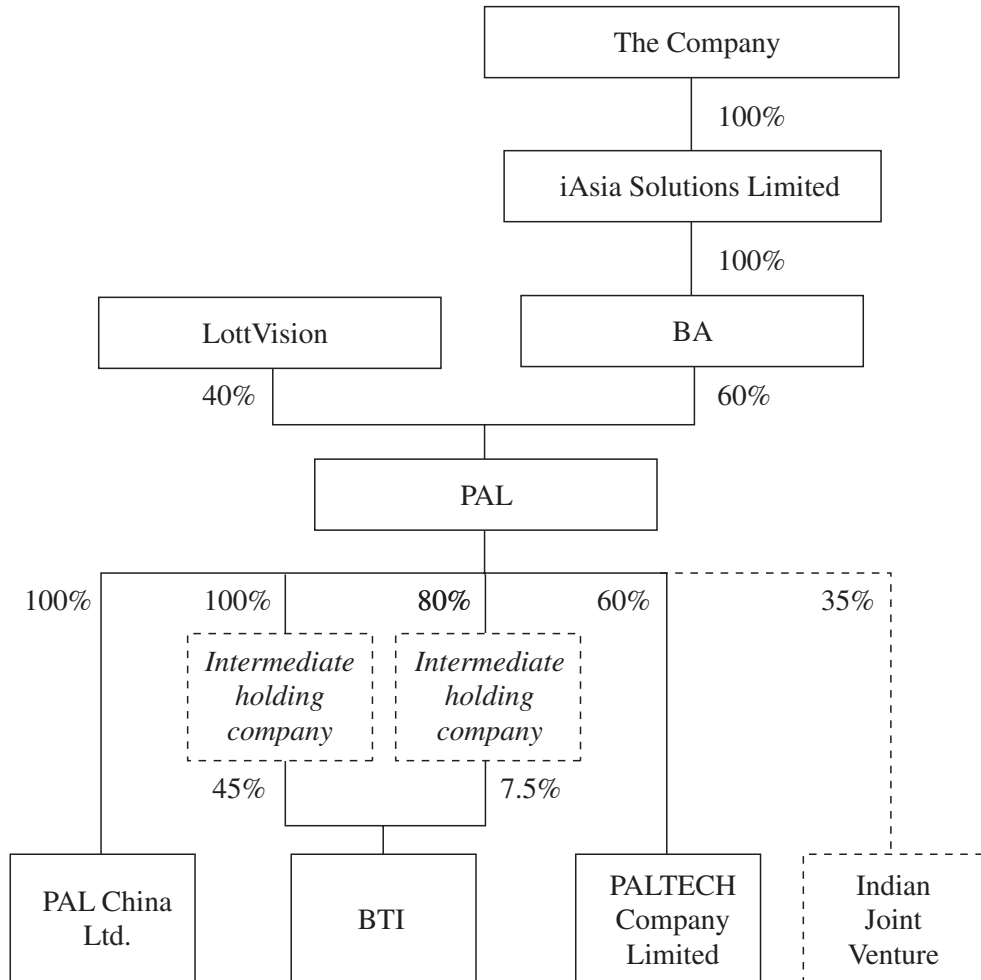 The Company
100%
iAsia Solutions Limited
100%
LottVision
BA
40%
60%
PAL
100%
100%
80%
60%
35%
Intermediate
holding
company
Intermediate
holding
company
45%
7.5%
PAL China
Ltd.
BTI
PALTECH
Company
Limited
Indian
Joint
Venture